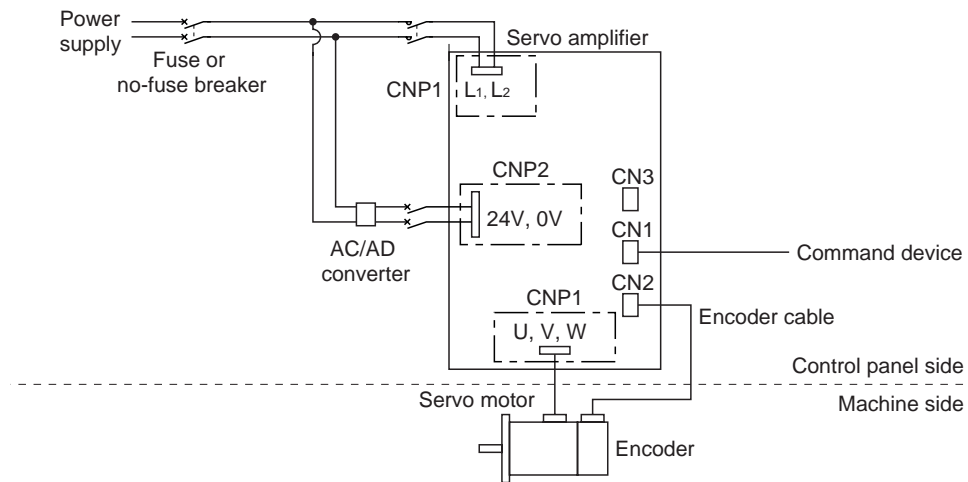 Power
supply
Fuse or
no-fuse breaker
Servo amplifier
CNP1
L1, L2
CNP2
24V, 0V
AC/AD
converter
CN3
CN1
Command device
CN2
CNP1
U, V, W
Encoder cable
Control panel side
Servo motor
Machine side
Encoder